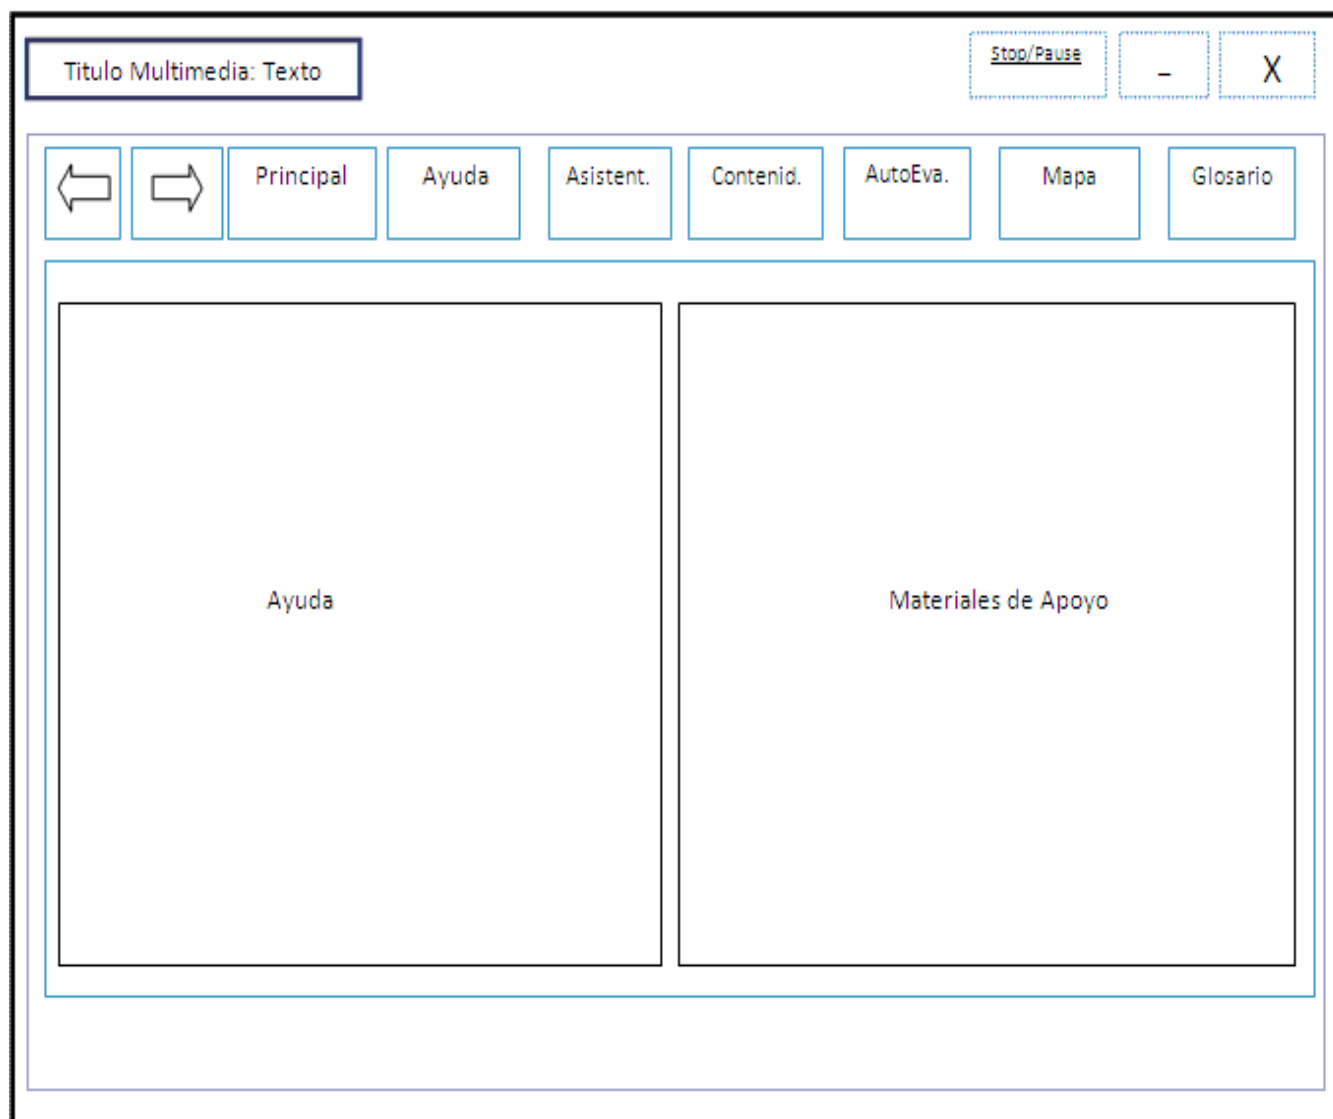 Titulo Multimedia: Texto
Stop/Pause
–
X
Principal
Ayuda
Asistent.
Contenid.
AutoEva.
Mapa
Glosario
Ayuda
Materiales de Apoyo